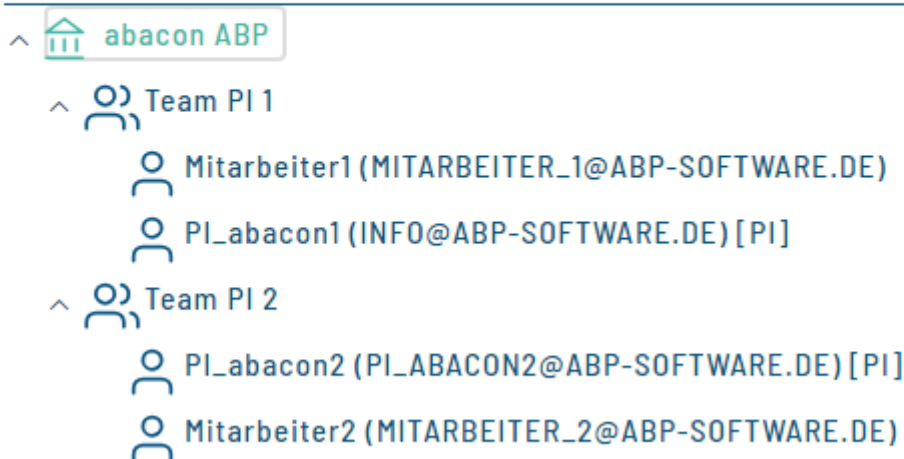 abacon ABP
Team PI 1
Mitarbeiter1 (MITARBEITER_1@ABP-SOFTWARE.DE)
PI_abacon1 (INFO@ABP-SOFTWARE.DE) [PI]
Team PI 2
PI_abacon2 (PI_ABACON2@ABP-SOFTWARE.DE) [PI]
Mitarbeiter2 (MITARBEITER_2@ABP-SOFTWARE.DE)